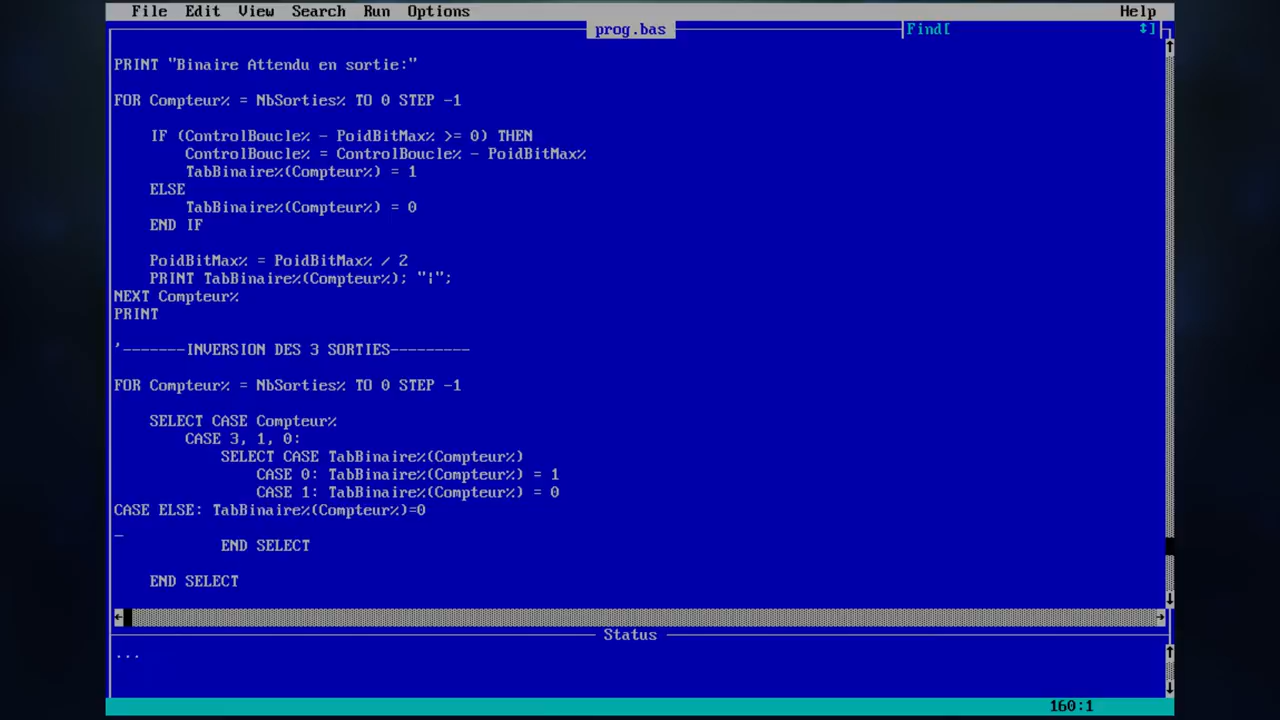 File Edit View Search Run Options Help
prog.bas Find[ ↕]
PRINT "Binaire Attendu en sortie:"
FOR Compteur% = NbSorties% TO 0 STEP -1
IF (ControlBoucle% - PoidBitMax% >= 0) THEN
ControlBoucle% = ControlBoucle% - PoidBitMax%
TabBinaire%(Compteur%) = 1
ELSE
TabBinaire%(Compteur%) = 0
END IF
PoidBitMax% = PoidBitMax% / 2
PRINT TabBinaire%(Compteur%); "¦";
NEXT Compteur%
PRINT
'-------INVERSION DES 3 SORTIES---------
FOR Compteur% = NbSorties% TO 0 STEP -1
SELECT CASE Compteur%
CASE 3, 1, 0:
SELECT CASE TabBinaire%(Compteur%)
CASE 0: TabBinaire%(Compteur%) = 1
CASE 1: TabBinaire%(Compteur%) = 0
CASE ELSE: TabBinaire%(Compteur%)=0
END SELECT
END SELECT
Status
...
160:1